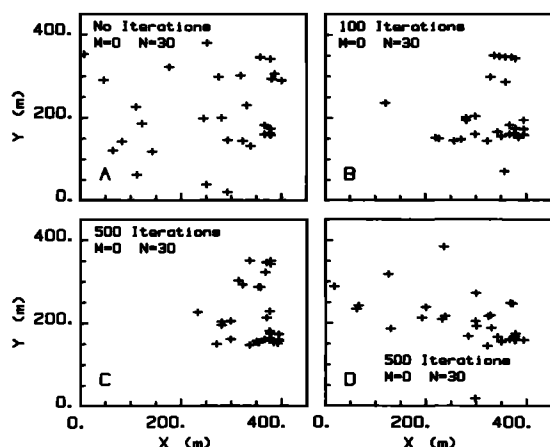 400.
200.
0.
Y (m)
No Iterations
M=0 N=30
A
100 Iterations
M=0 N=30
B
400.
200.
0.
Y (m)
500 Iterations
M=0 N=30
C
500 Iterations
M=0 N=30
D
0. 200. 400.
X (m)
0. 200. 400.
X (m)